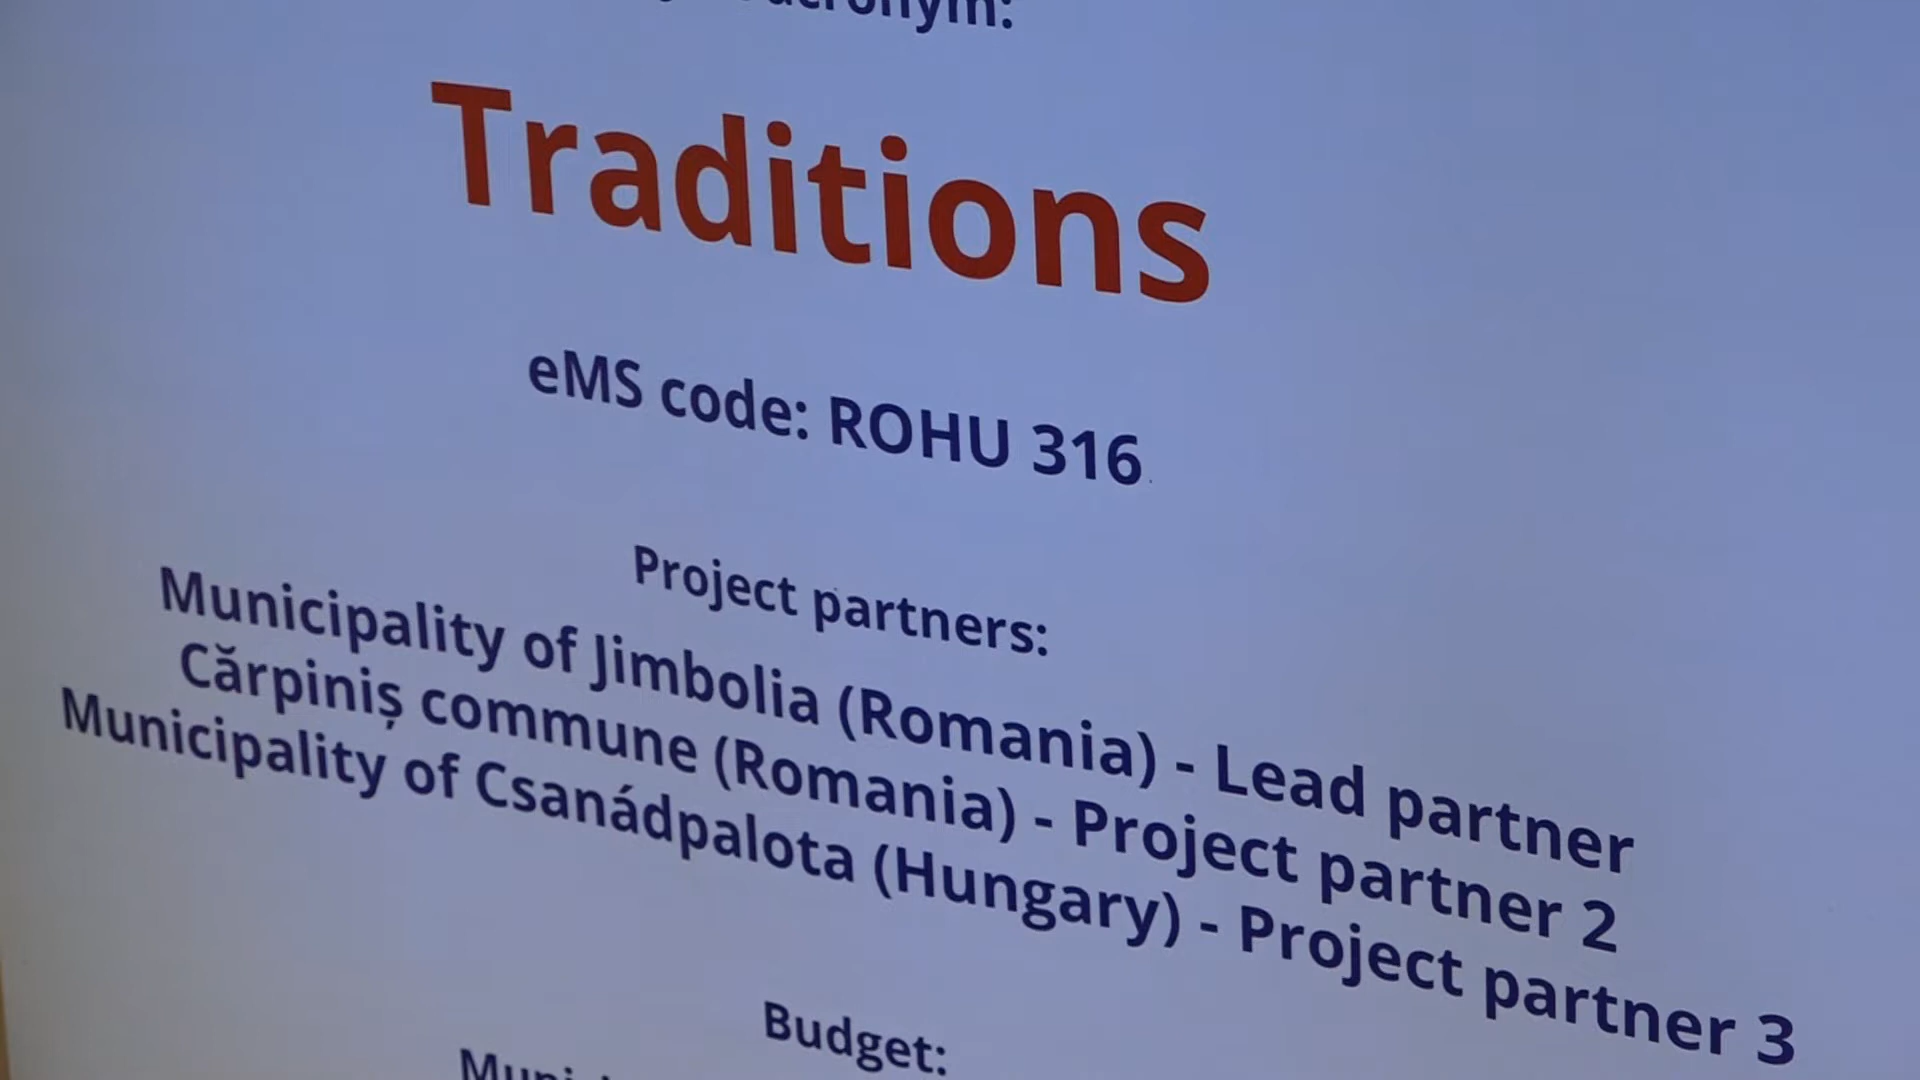 acronym:
Traditions
eMS code: ROHU 316
Project partners:
Municipality of Jimbolia (Romania) - Lead partner
Cărpiniș commune (Romania) - Project partner 2
Municipality of Csanádpalota (Hungary) - Project partner 3
Budget: